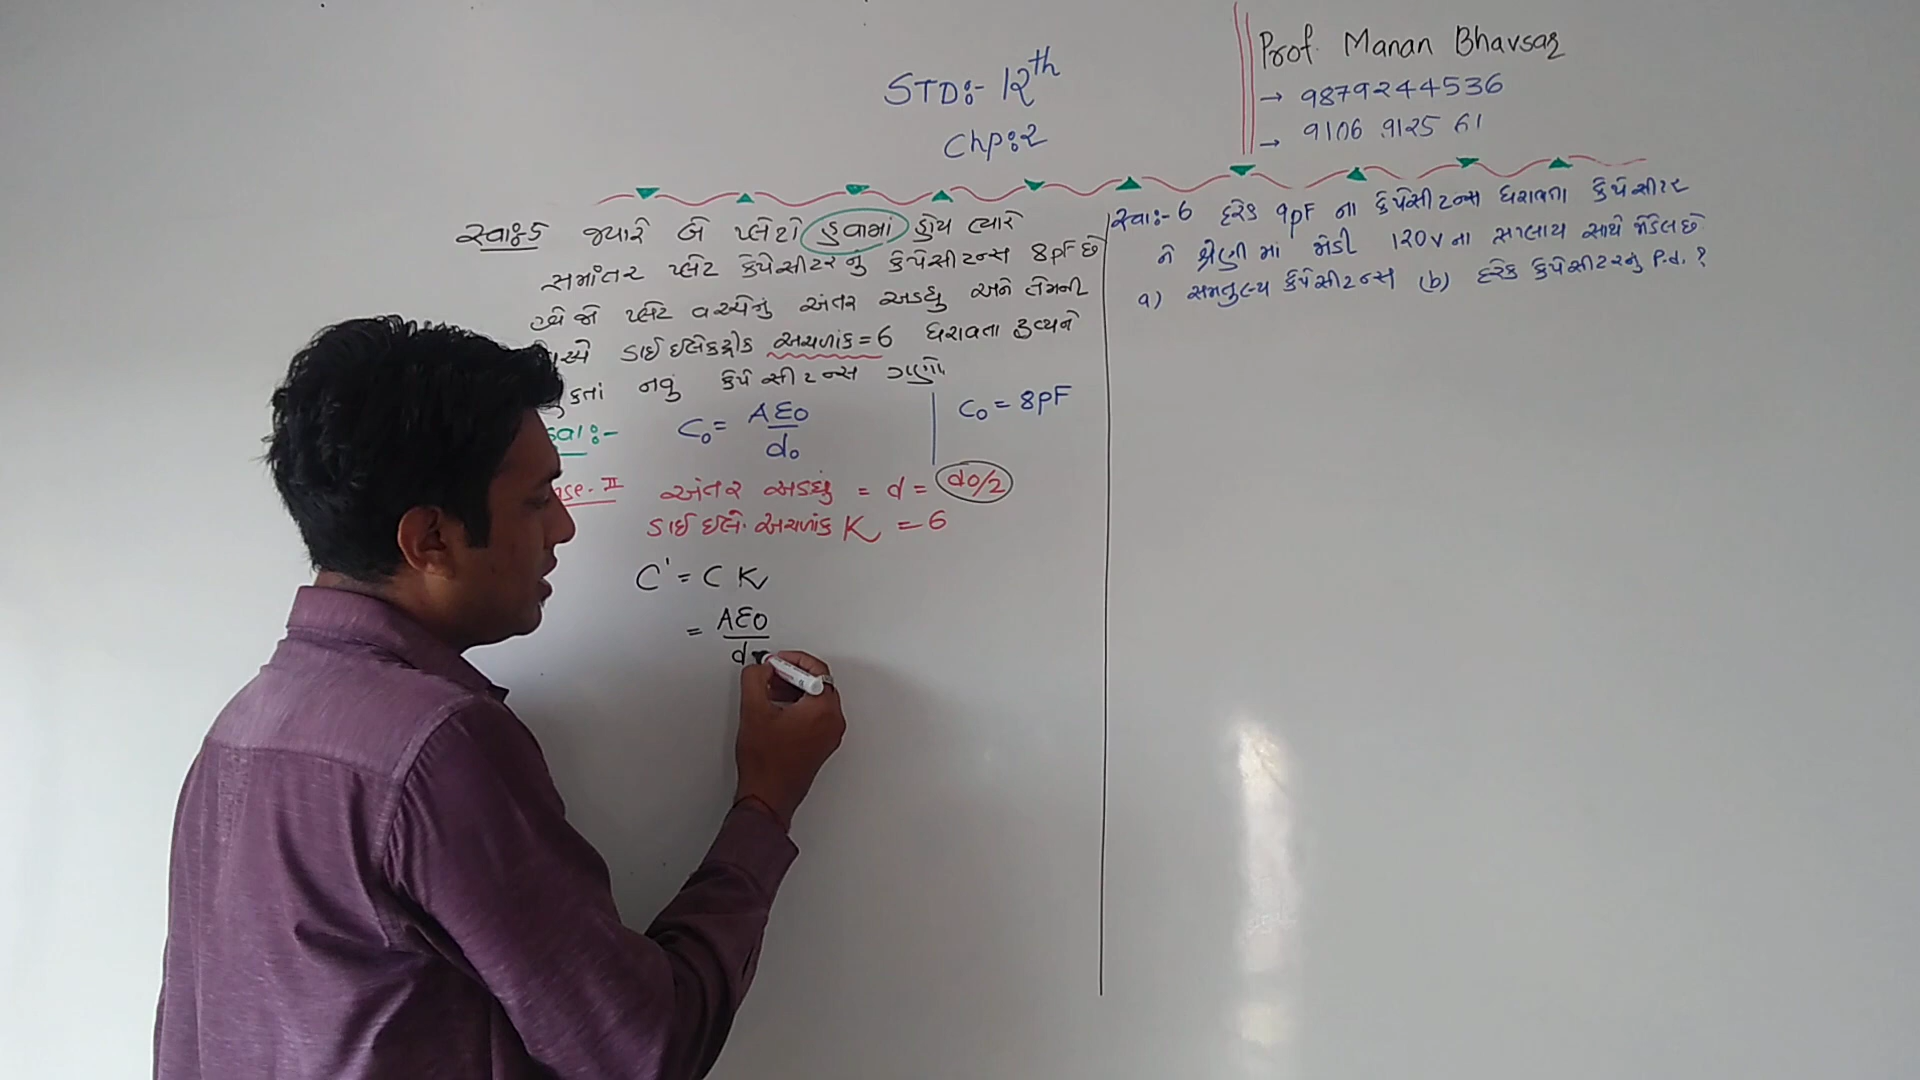 STD:- 12th
Chp:2
Prof. Manan Bhavsar
→ 9879244536
→ 9106 9125 61
સ્વા:5 જ્યારે બે પ્લેટો હવામાં હોય ત્યારે
સમાંતર પ્લેટ કેપેસીટરનુ કેપેસીટન્સ 8pF છે
હવે જો પ્લેટ વચ્ચેનું અંતર અડધુ અને તેમની
ડાઈ ઈલેક્ટ્રીક અચળાંક = 6 ધરાવતા દ્રવ્યને
નવું કેપેસીટન્સ ગણો.
C₀ = AE0 / d₀
C₀ = 8pF
અંતર અડધુ = d = d0/2
ડાઈ ઈલે. અચળાંક K = 6
C' = C K
= AE0 / d
સ્વા:- 6 દરેક 9pF ના કેપેસીટન્સ ધરાવતા કેપેસીટર
ને શ્રેણી માં જોડી 120V ના સપ્લાય સાથે જોડેલ છે
a) સમતુલ્ય કેપેસીટન્સ (b) દરેક કેપેસીટરનું P.d. ?